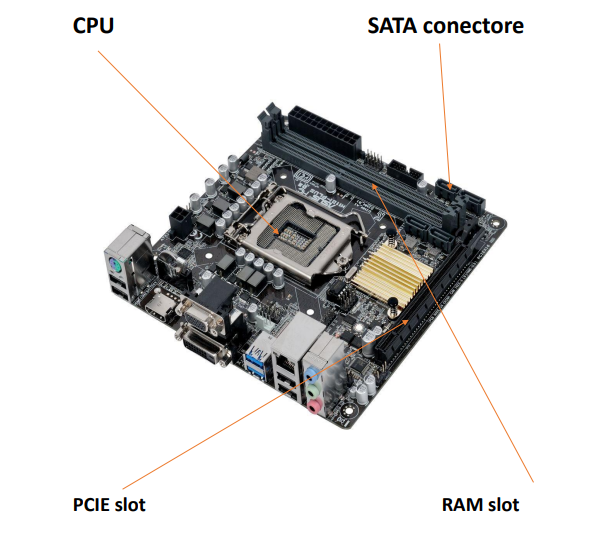 CPU
SATA conectore
PCIE slot
RAM slot